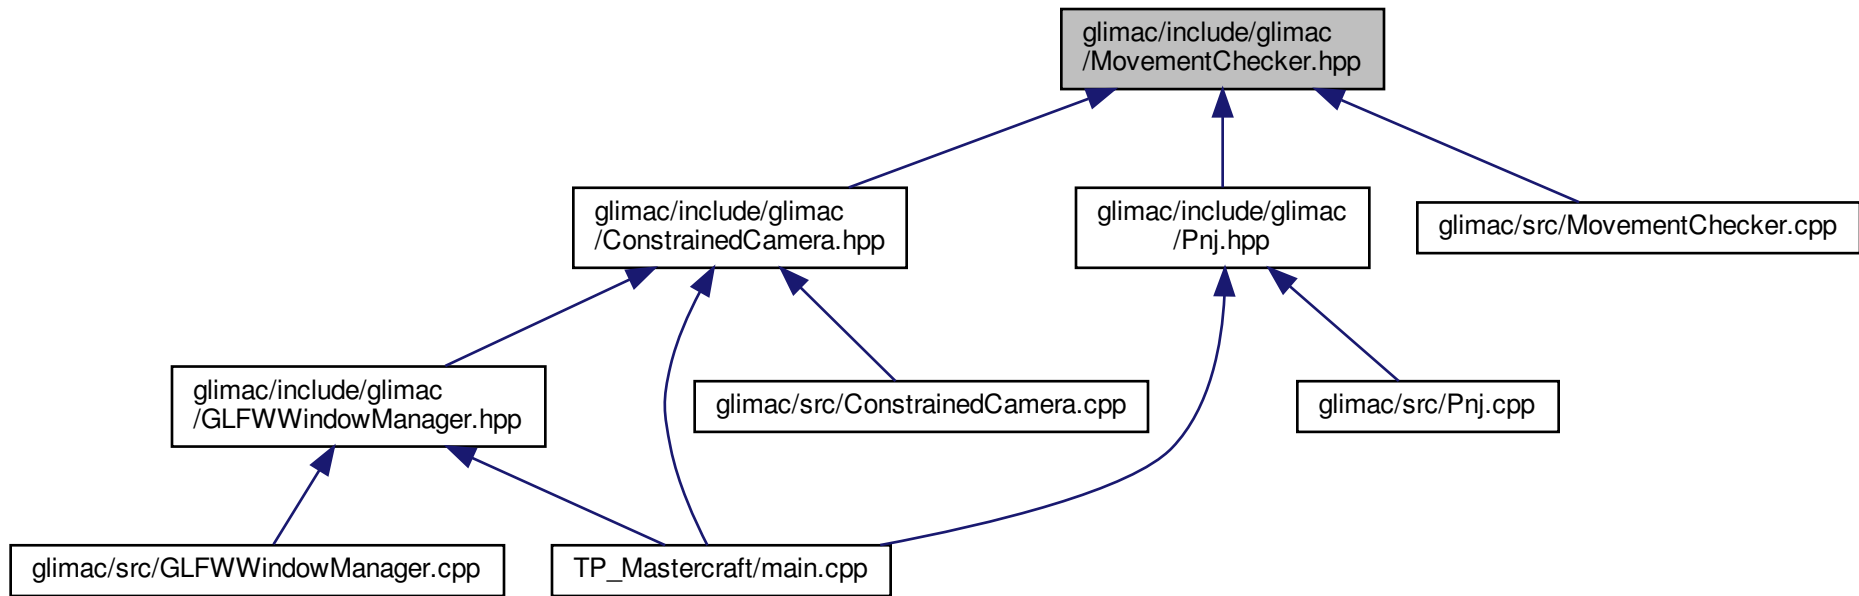 glimac/include/glimac
/MovementChecker.hpp
glimac/include/glimac
/ConstrainedCamera.hpp
glimac/include/glimac
/Pnj.hpp
glimac/src/MovementChecker.cpp
glimac/include/glimac
/GLFWWindowManager.hpp
glimac/src/ConstrainedCamera.cpp
glimac/src/Pnj.cpp
glimac/src/GLFWWindowManager.cpp
TP_Mastercraft/main.cpp